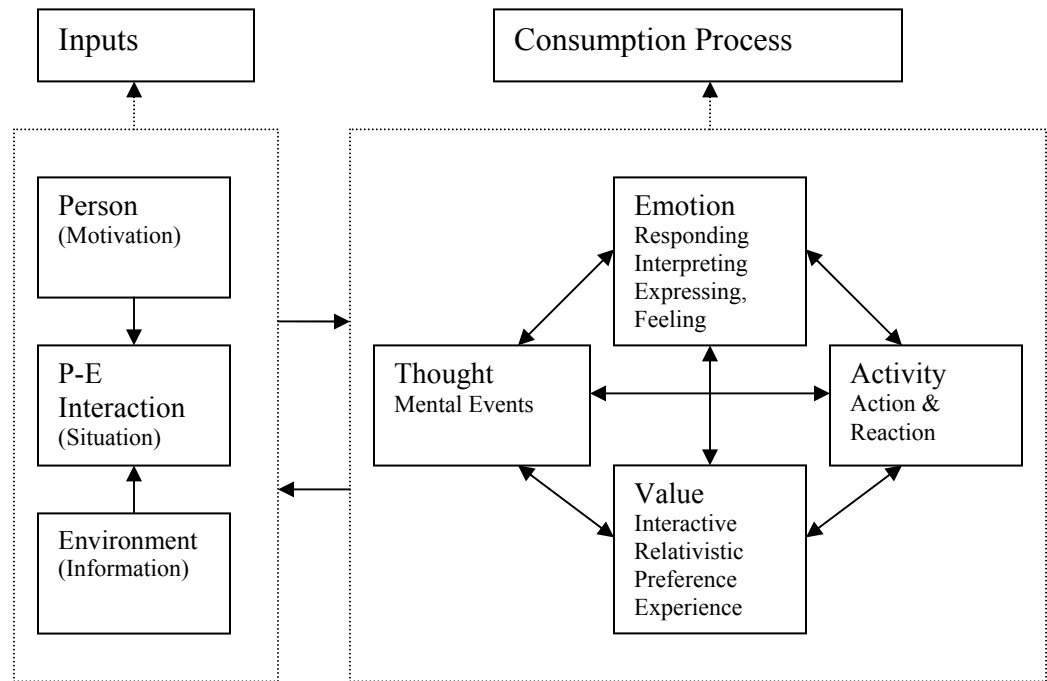 Inputs
Consumption Process
Person
(Motivation)
P-E
Interaction
(Situation)
Environment
(Information)
Emotion
Responding
Interpreting
Expressing,
Feeling
Thought
Mental Events
Activity
Action &
Reaction
Value
Interactive
Relativistic
Preference
Experience